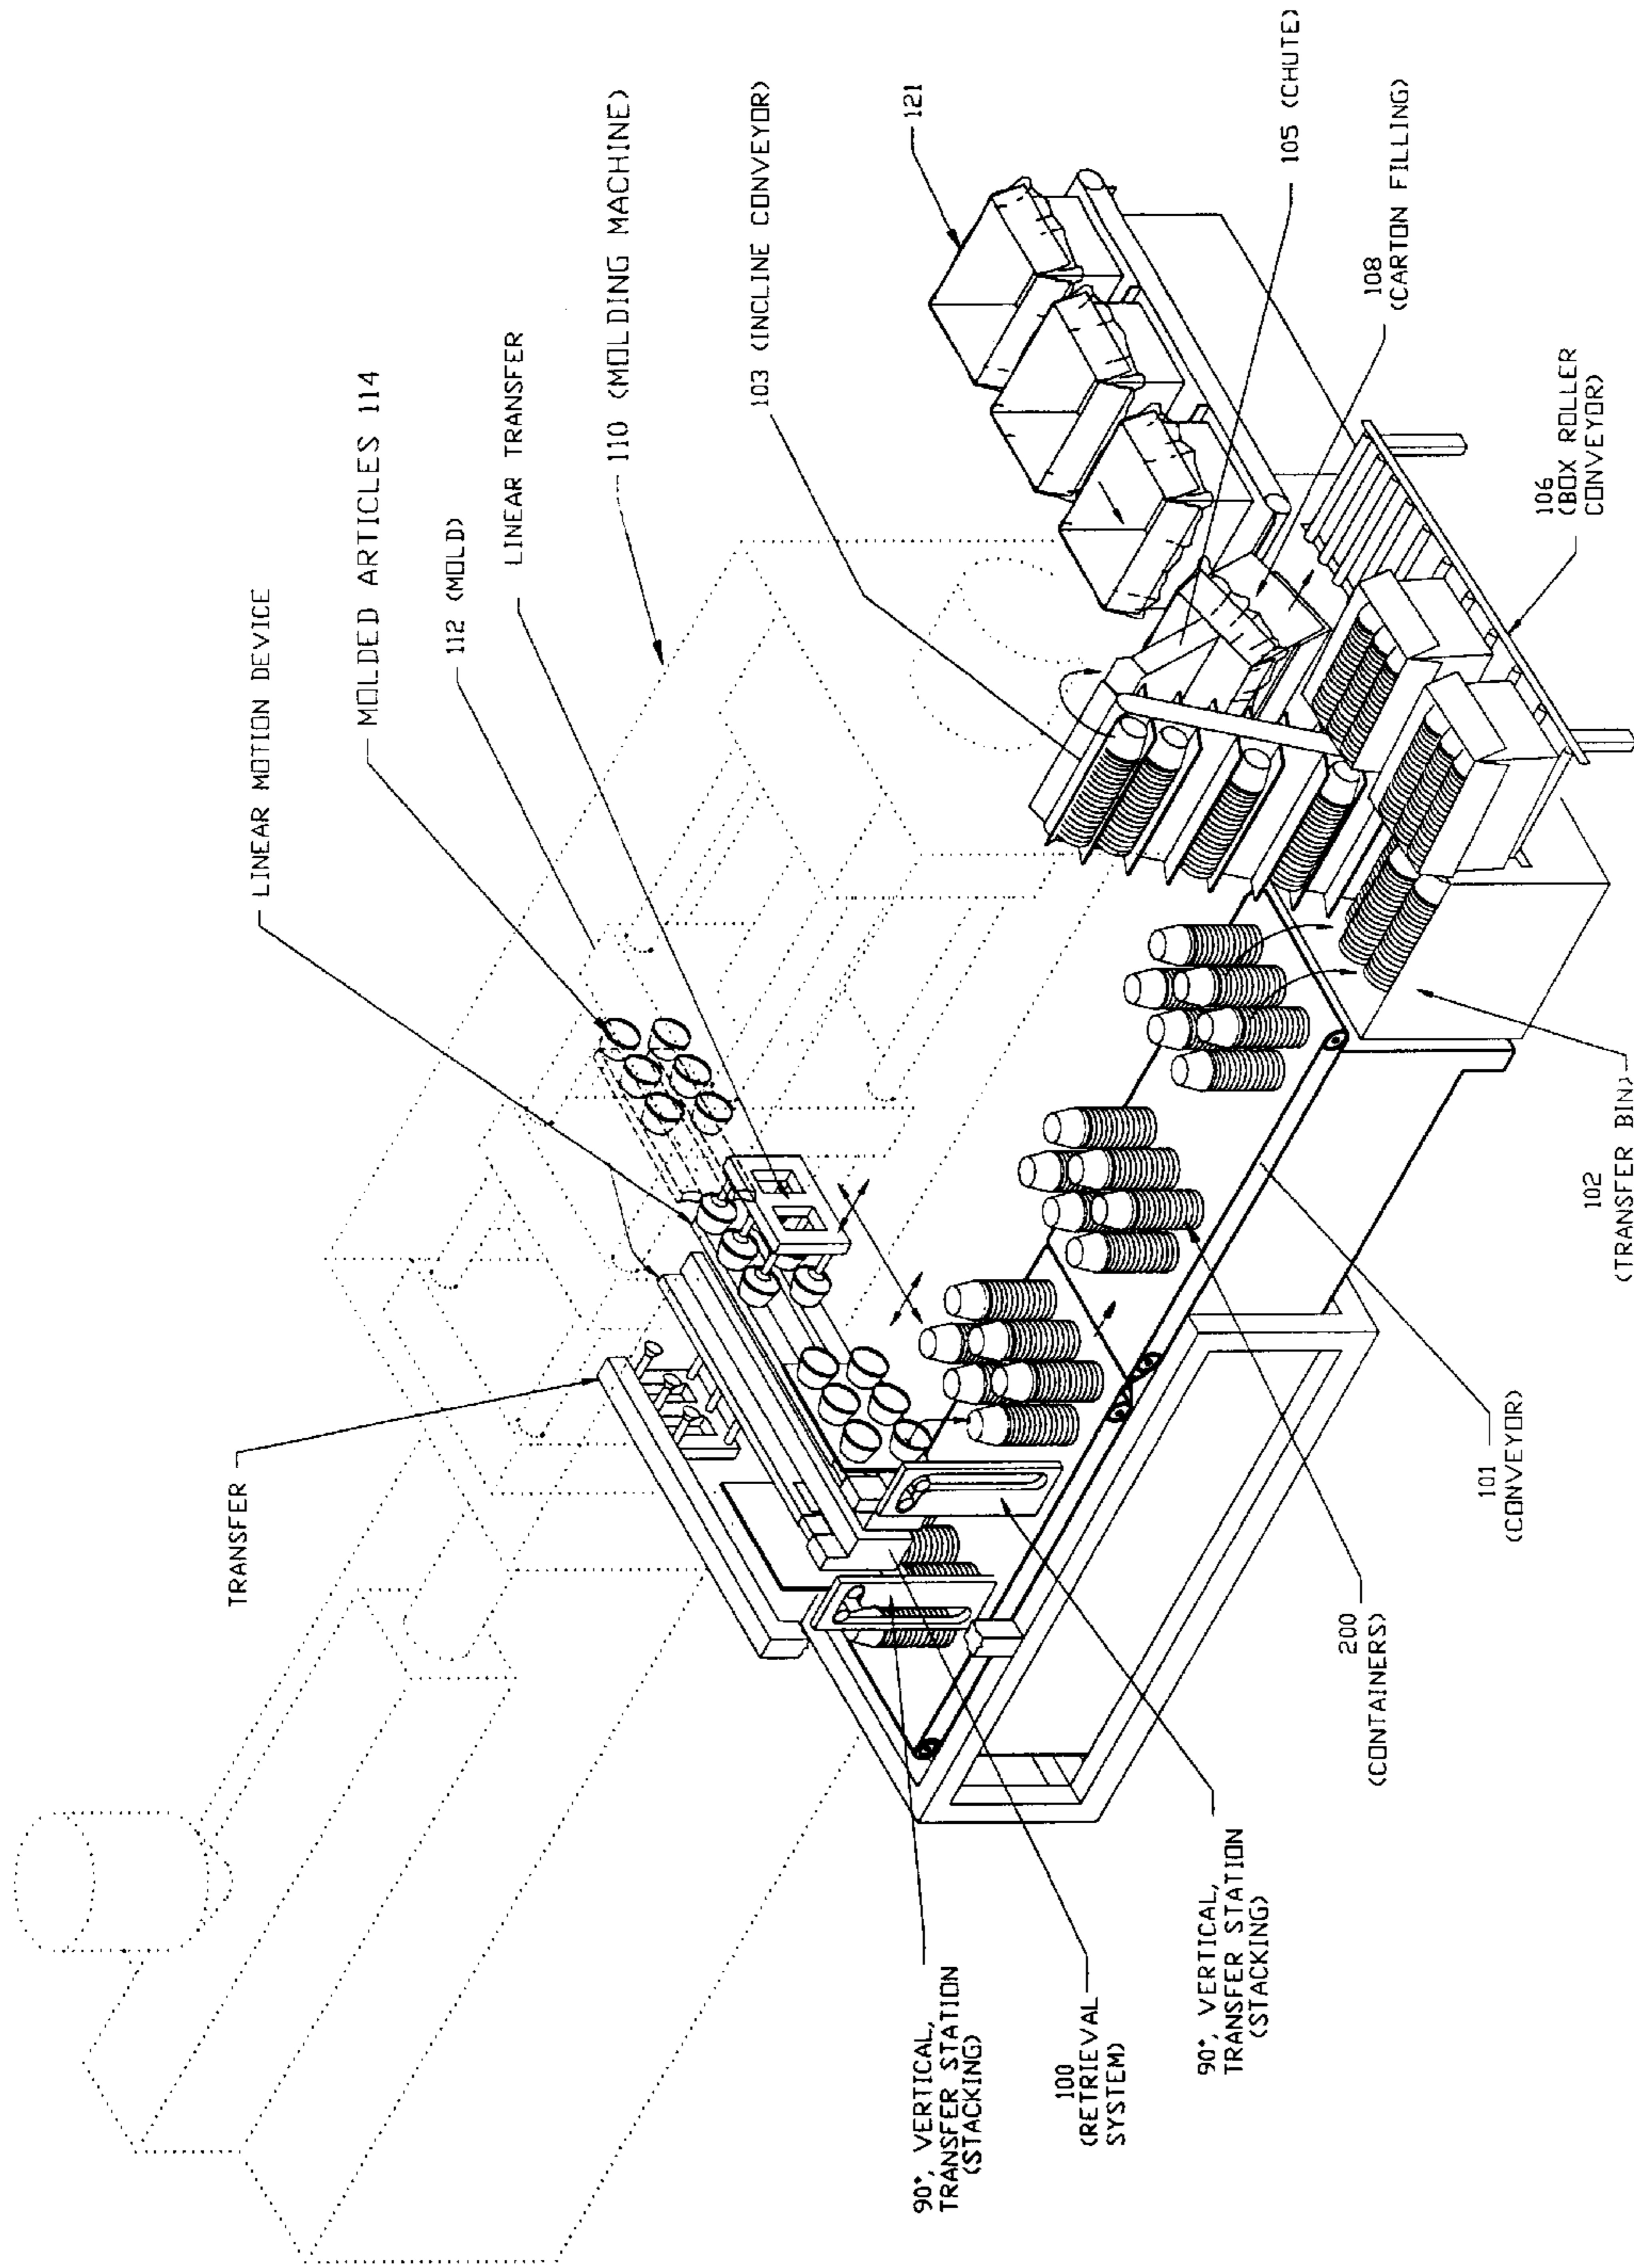 TRANSFER
LINEAR MOTION DEVICE
MOLDED ARTICLES 114
112 (MOLD)
LINEAR TRANSFER
110 (MOLDING MACHINE)
103 (INCLINE CONVEYOR)
121
105 (CHUTE)
108
(CARTON FILLING)
106
(BOX ROLLER
CONVEYOR)
102
(TRANSFER BIN)
101
(CONVEYOR)
200
(CONTAINERS)
90°, VERTICAL,
TRANSFER STATION
(STACKING)
100
(RETRIEVAL
SYSTEM)
90°, VERTICAL,
TRANSFER STATION
(STACKING)